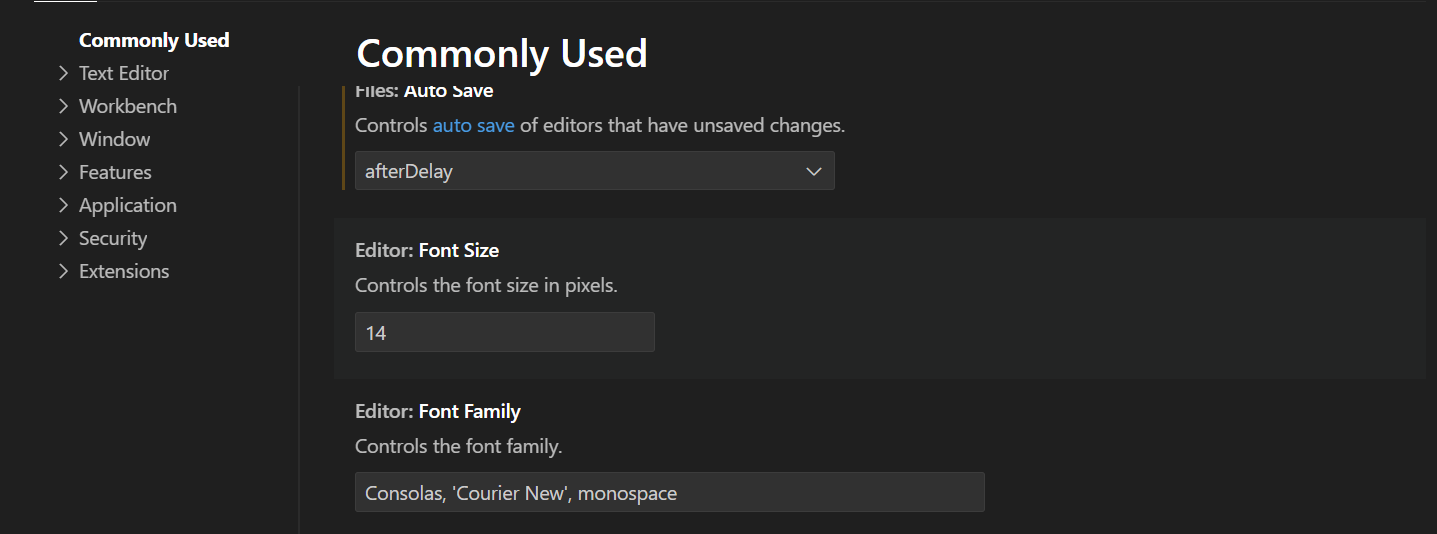 Commonly Used
Text Editor
Workbench
Window
Features
Application
Security
Extensions
Commonly Used
Files: Auto Save
Controls auto save of editors that have unsaved changes.
afterDelay
Editor: Font Size
Controls the font size in pixels.
14
Editor: Font Family
Controls the font family.
Consolas, 'Courier New', monospace